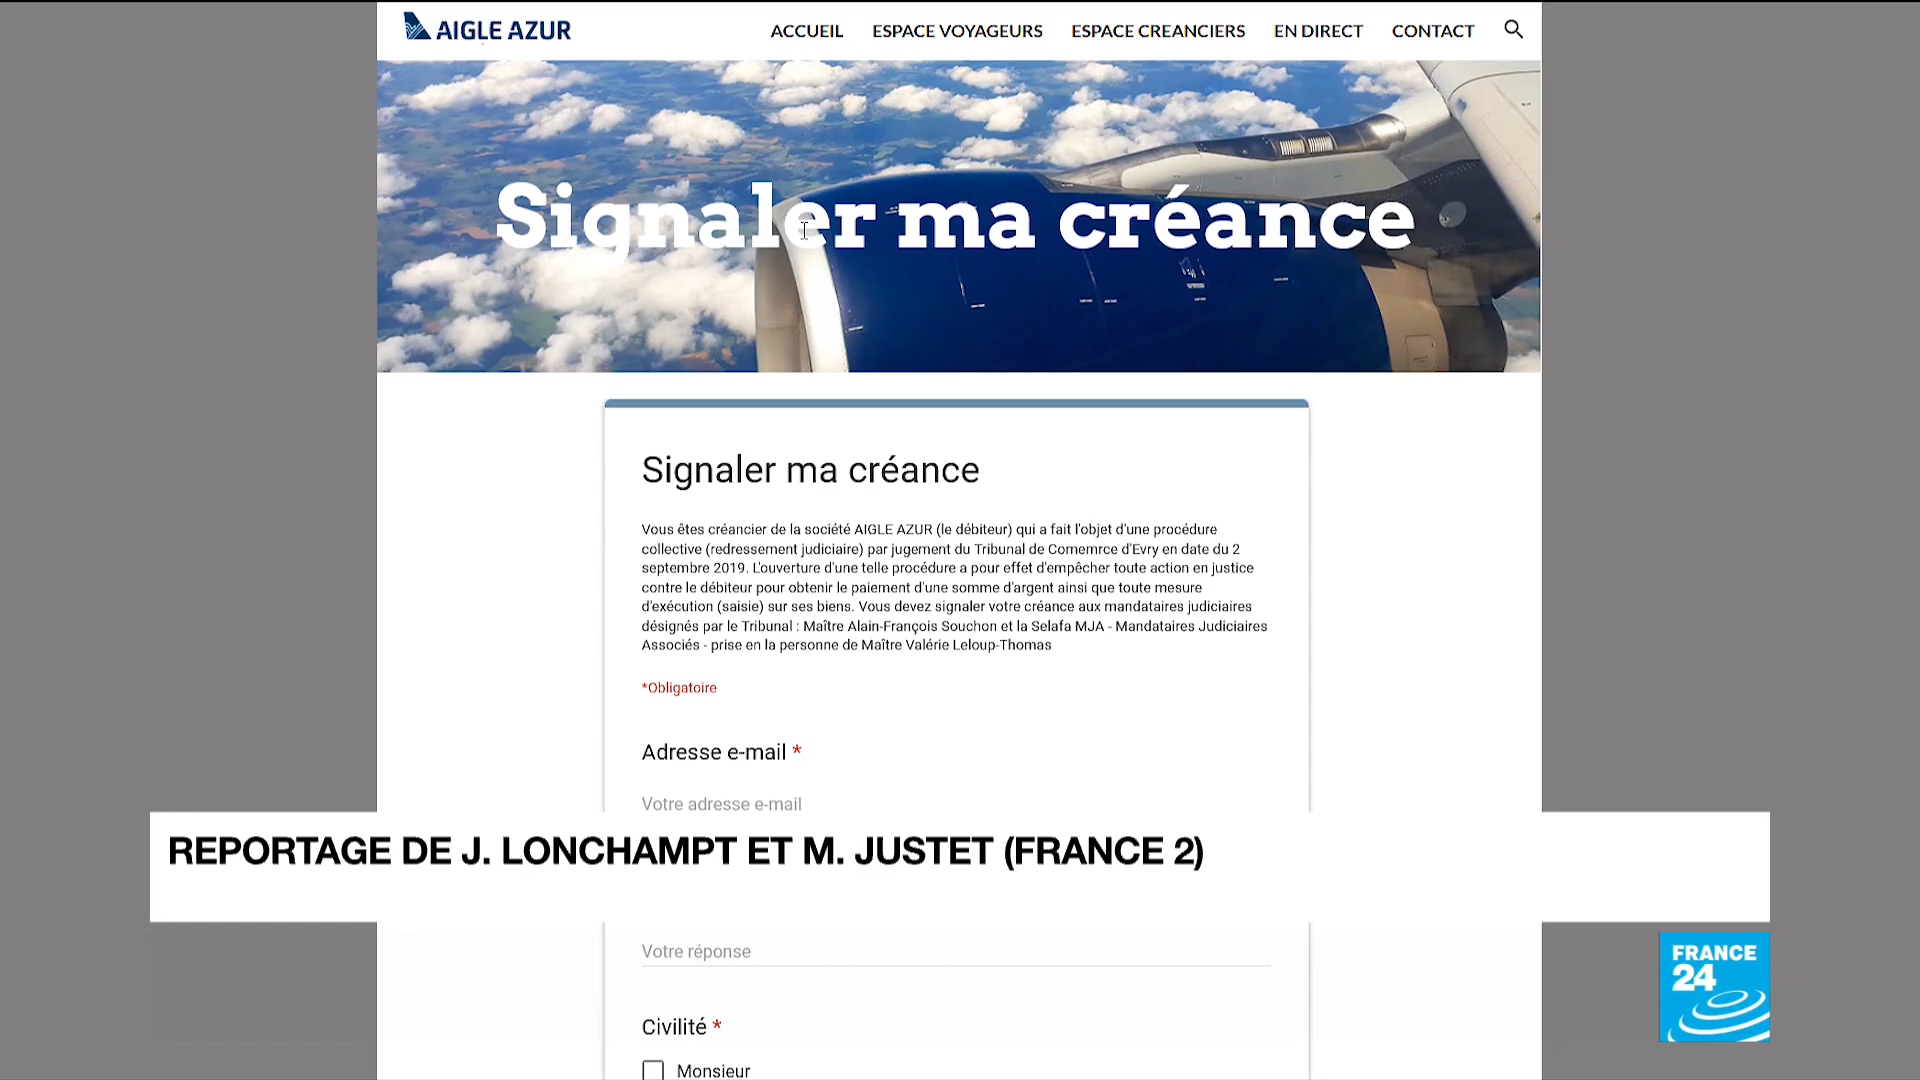 AIGLE AZUR
ACCUEIL ESPACE VOYAGEURS ESPACE CREANCIERS EN DIRECT CONTACT
Signaler ma créance
Signaler ma créance
Vous êtes créancier de la société AIGLE AZUR (le débiteur) qui a fait l'objet d'une procédure
collective (redressement judiciaire) par jugement du Tribunal de Comemrce d'Evry en date du 2
septembre 2019. L'ouverture d'une telle procédure a pour effet d'empêcher toute action en justice
contre le débiteur pour obtenir le paiement d'une somme d'argent ainsi que toute mesure
d'exécution (saisie) sur ses biens. Vous devez signaler votre créance aux mandataires judiciaires
désignés par le Tribunal : Maître Alain-François Souchon et la Selafa MJA - Mandataires Judiciaires
Associés - prise en la personne de Maître Valérie Leloup-Thomas
*Obligatoire
Adresse e-mail *
Votre adresse e-mail
REPORTAGE DE J. LONCHAMPT ET M. JUSTET (FRANCE 2)
Votre réponse
FRANCE
24
Civilité *
Monsieur